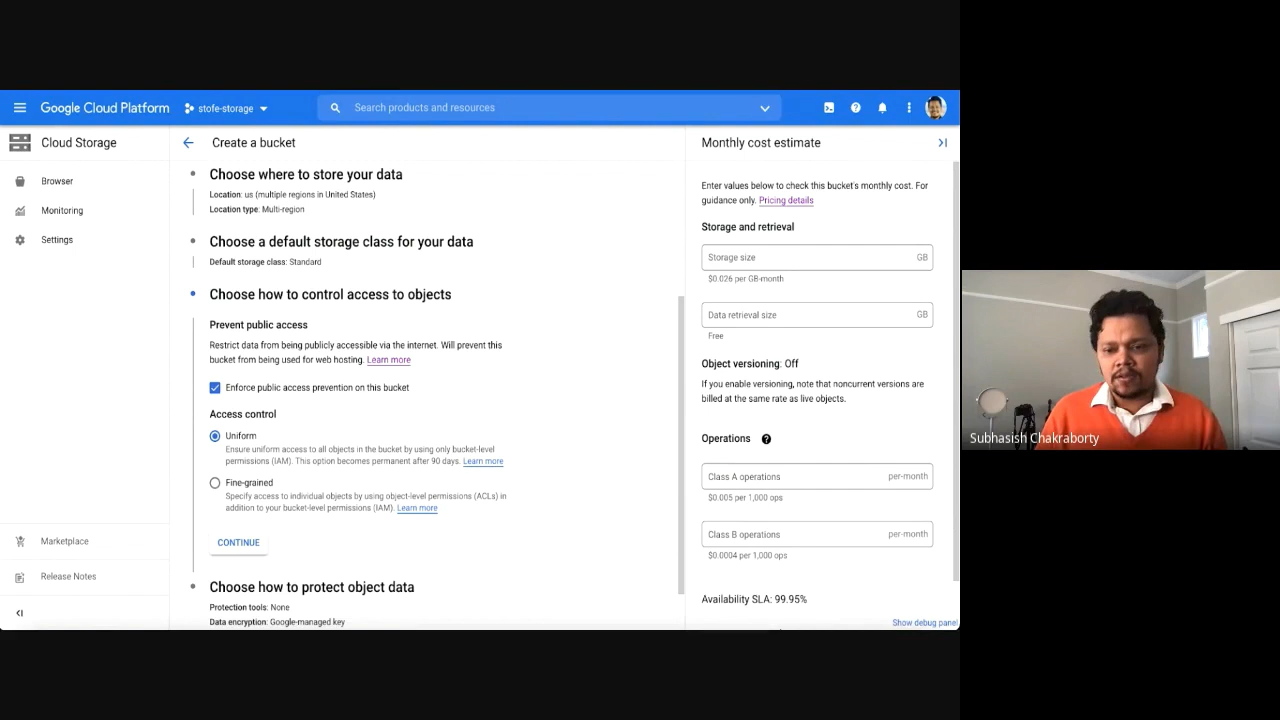 Google Cloud Platform
stofe-storage
Search products and resources
Cloud Storage
Browser
Monitoring
Settings
Marketplace
Release Notes
Create a bucket
Choose where to store your data
Location: us (multiple regions in United States)
Location type: Multi-region
Choose a default storage class for your data
Default storage class: Standard
Choose how to control access to objects
Prevent public access
Restrict data from being publicly accessible via the internet. Will prevent this
bucket from being used for web hosting. Learn more
Enforce public access prevention on this bucket
Access control
Uniform
Ensure uniform access to all objects in the bucket by using only bucket-level
permissions (IAM). This option becomes permanent after 90 days. Learn more
Fine-grained
Specify access to individual objects by using object-level permissions (ACLs) in
addition to your bucket-level permissions (IAM). Learn more
CONTINUE
Choose how to protect object data
Protection tools: None
Data encryption: Google-managed key
Monthly cost estimate
Enter values below to check this bucket's monthly cost. For
guidance only. Pricing details
Storage and retrieval
Storage size GB
$0.026 per GB-month
Data retrieval size GB
Free
Object versioning: Off
If you enable versioning, note that noncurrent versions are
billed at the same rate as live objects.
Operations
Class A operations per-month
$0.005 per 1,000 ops
Class B operations per-month
$0.0004 per 1,000 ops
Availability SLA: 99.95%
Show debug panel
Subhasish Chakraborty